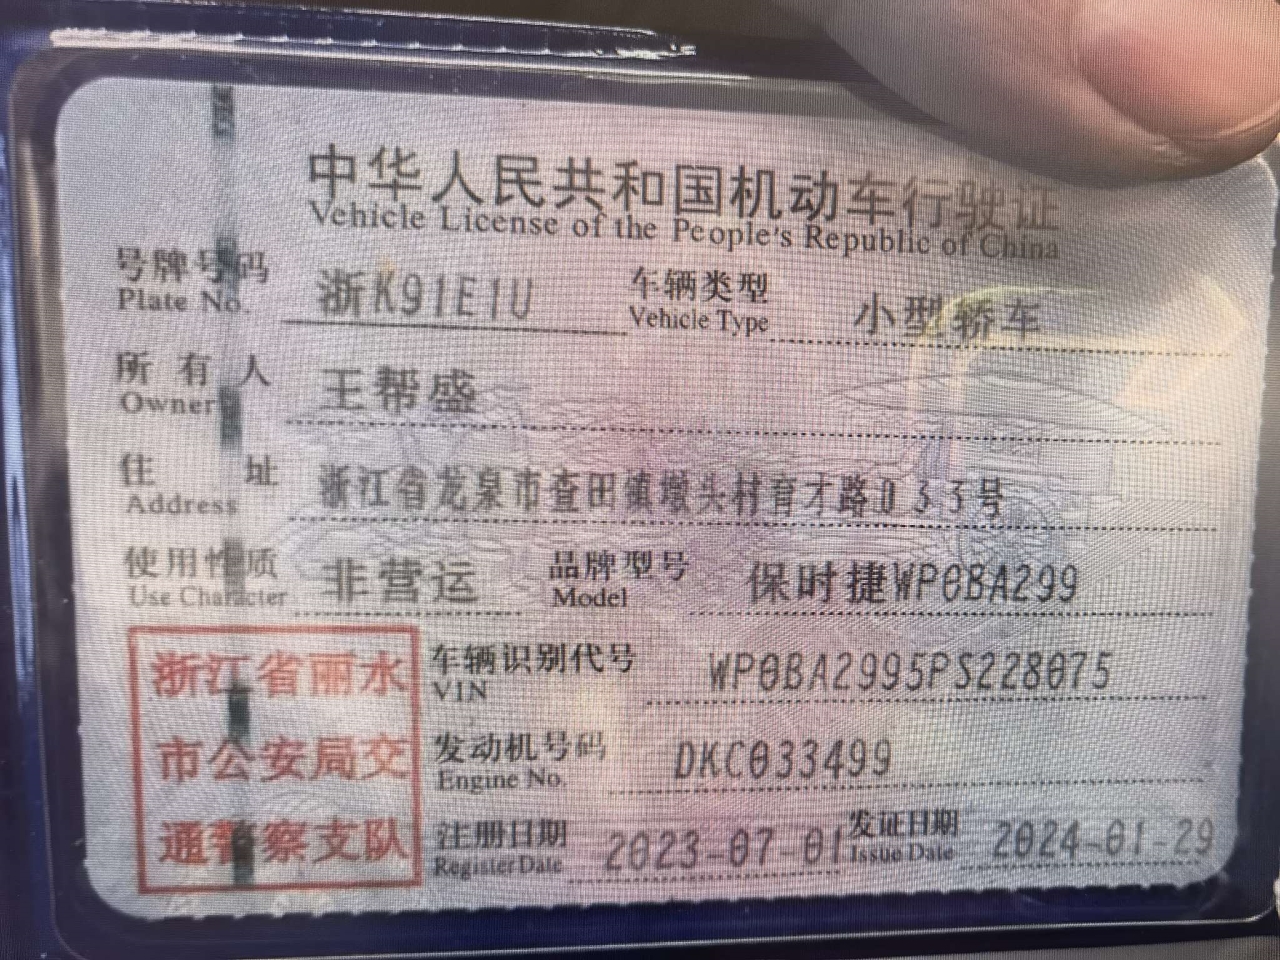 中华人民共和国机动车行驶证
Vehicle License of the People's Republic of China
号牌号码 浙K91E1U 车辆类型 小型轿车
Plate No. Vehicle Type
所有人 王帮盛
Owner
住址 浙江省龙泉市查田镇墩头村育才路033号
Address
使用性质 非营运 品牌型号 保时捷WP0BA299
Use Character Model
浙江省丽水
市公安局交
通警察支队
车辆识别代号 WP0BA2995PS228075
VIN
发动机号码 DKC033499
Engine No.
注册日期 2023-07-01 发证日期 2024-01-29
Register Date Issue Date